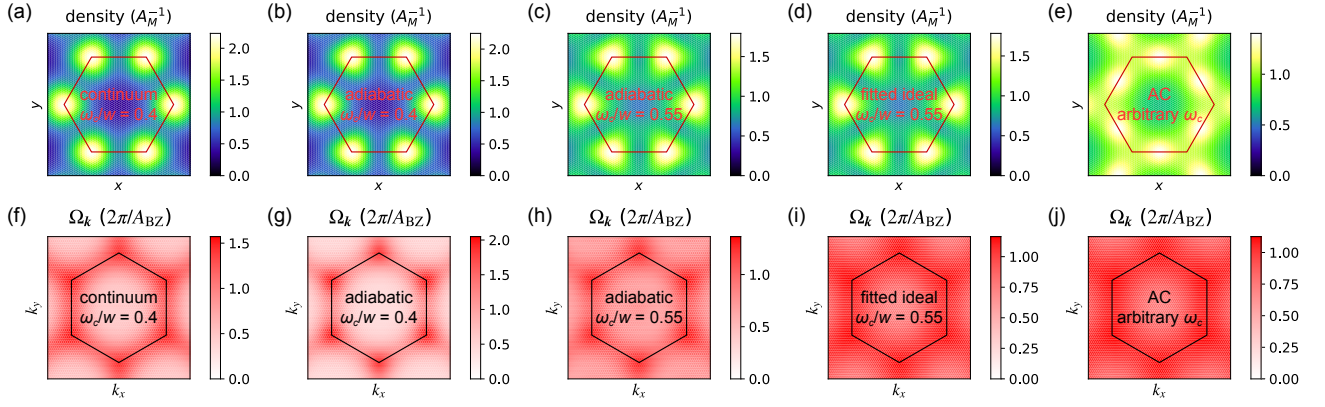 (a) density (A_M^{-1})
2.0
1.5
1.0
0.5
0.0
y
x
continuum
ω_c/w = 0.4
(b) density (A_M^{-1})
2.0
1.5
1.0
0.5
0.0
y
x
adiabatic
ω_c/w = 0.4
(c) density (A_M^{-1})
1.5
1.0
0.5
0.0
y
x
adiabatic
ω_c/w = 0.55
(d) density (A_M^{-1})
1.5
1.0
0.5
0.0
y
x
fitted ideal
ω_c/w = 0.55
(e) density (A_M^{-1})
1.0
0.5
0.0
y
x
AC
arbitrary ω_c
(f) Ω_k (2π/A_BZ)
1.5
1.0
0.5
0.0
k_y
k_x
continuum
ω_c/w = 0.4
(g) Ω_k (2π/A_BZ)
2.0
1.5
1.0
0.5
0.0
k_y
k_x
adiabatic
ω_c/w = 0.4
(h) Ω_k (2π/A_BZ)
1.0
0.5
0.0
k_y
k_x
adiabatic
ω_c/w = 0.55
(i) Ω_k (2π/A_BZ)
1.00
0.75
0.50
0.25
0.00
k_y
k_x
fitted ideal
ω_c/w = 0.55
(j) Ω_k (2π/A_BZ)
1.00
0.75
0.50
0.25
0.00
k_y
k_x
AC
arbitrary ω_c